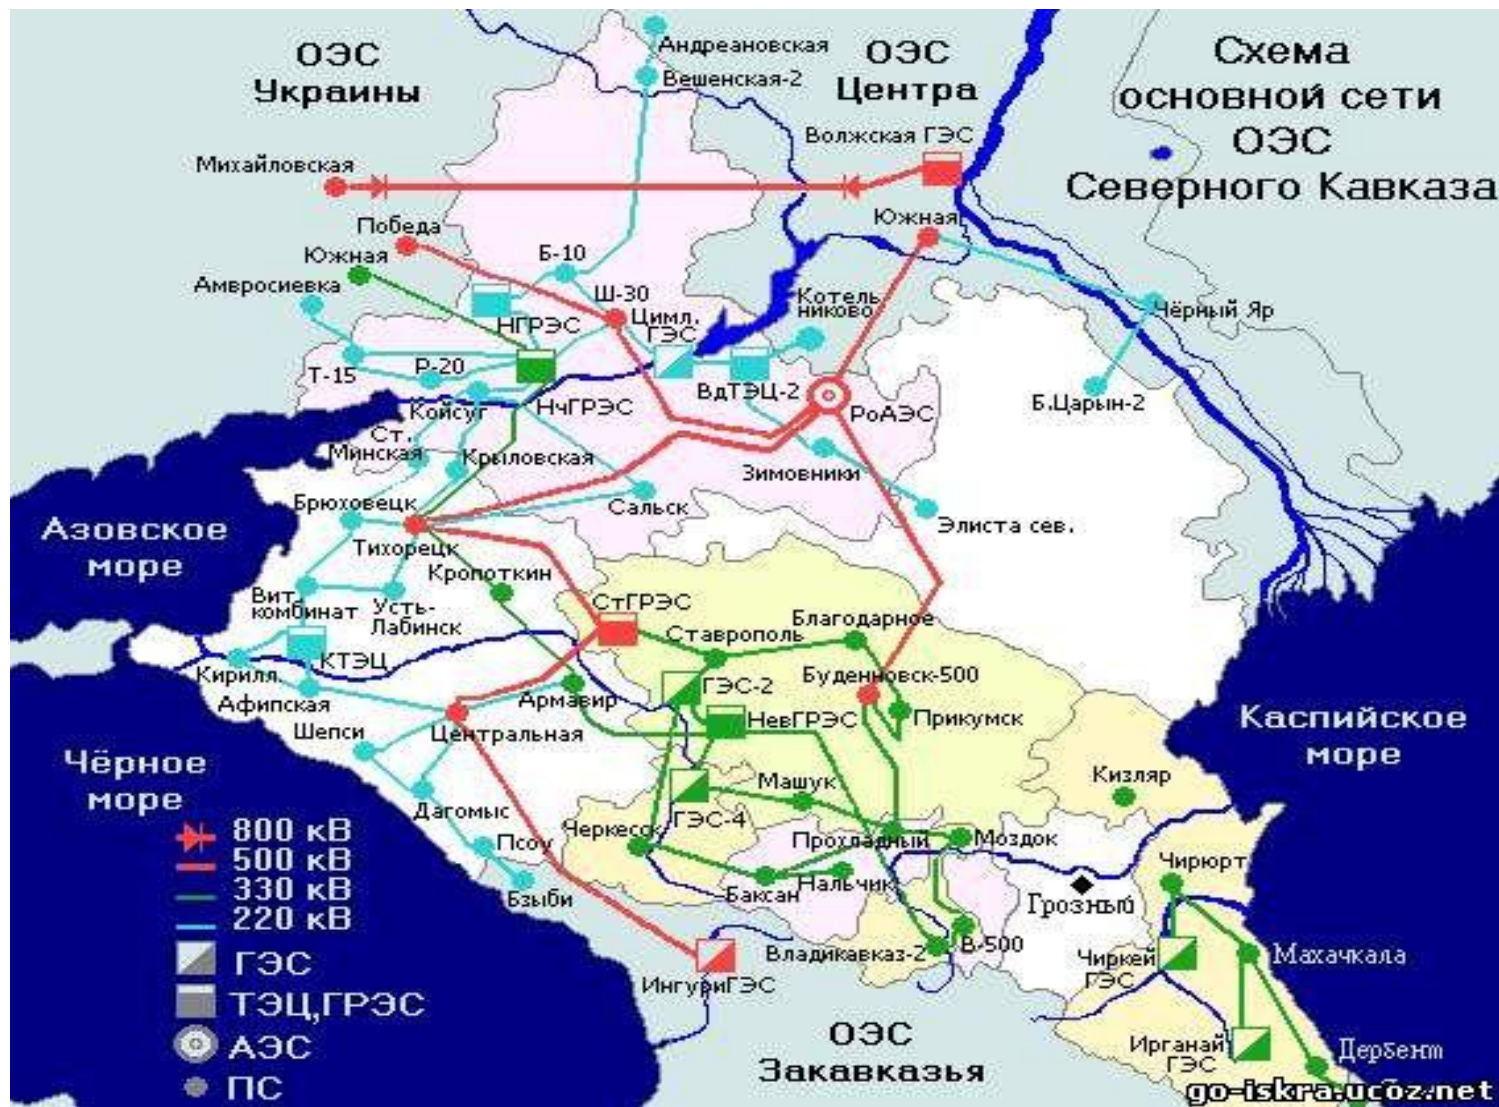 ОЭС
Украины
ОЭС
Центра
Схема
основной сети
ОЭС
Северного Кавказа
Андреановская
Вешенская-2
Волжская ГЭС
Михайловская
Победа
Южная
Южная
Амвросиевка
Б-10
Ш-30
Цимл.
ГЭС
Котель
никово
Чёрный Яр
НГРЭС
Т-15
Р-20
Койсуг
НчГРЭС
ВдТЭЦ-2
РоАЭС
Б.Царын-2
Ст.
Минская
Крыловская
Зимовники
Брюховецк
Сальск
Элиста сев.
Азовское
море
Тихорецк
Кропоткин
Вит.
комбинат
Усть-
Лабинск
СтГРЭС
Ставрополь
Благодарное
КТЭЦ
Кирилл.
Афипская
Армавир
ГЭС-2
Буденновск-500
НевГРЭС
Прикумск
Шепси
Центральная
Каспийское
море
Чёрное
море
Дагомыс
Машук
Кизляр
ГЭС-4
Черкесск
Прохладный
Моздок
Псоу
Чирюрт
Бзыби
Баксан
Нальчик
Грозный
800 кВ
500 кВ
330 кВ
220 кВ
ГЭС
ТЭЦ,ГРЭС
АЭС
ПС
ИнгуриГЭС
Владикавказ-2
В-500
Чиркей
ГЭС
Махачкала
ОЭС
Закавказья
Ирганай
ГЭС
Дербент
go-iskra.ucoz.net